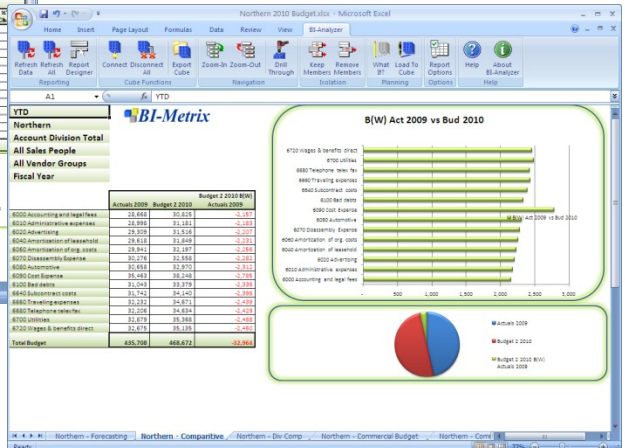 Northern 2010 Budget.xlsx - Microsoft Excel
Home Insert Page Layout Formulas Data Review View BI-Analyzer
Refresh Data Refresh All Report Designer Connect Disconnect All Export Cube Zoom-In Zoom-Out Drill Through Keep Members Remove Members What If? Load To Cube Report Options Help About BI-Analyzer
Reporting Cube Functions Navigation Isolation Planning Options Help
A1 fx YTD
YTD
Northern
Account Division Total
All Sales People
All Vendor Groups
Fiscal Year
BI-Metrix
Actuals 2009 Budget 2 2010 Budget 2 2010 B(W) Actuals 2009
6000 Accounting and legal fees 28,668 30,825 -2,157
6010 Administrative expenses 28,998 31,181 -2,183
6020 Advertising 29,309 31,516 -2,207
6040 Amortization of leasehold 29,618 31,849 -2,231
6060 Amortization of org. costs 29,941 32,197 -2,256
6070 Disassembly Expense 30,276 32,558 -2,282
6080 Automotive 30,658 32,970 -2,312
6090 Cost Expense 35,463 38,248 -2,785
6100 Bad debts 31,043 33,379 -2,336
6640 Subcontract costs 31,742 34,140 -2,398
6660 Traveling expenses 32,232 34,671 -2,439
6680 Telephone telex fax 32,206 34,634 -2,429
6700 Utilities 32,879 35,368 -2,488
6720 Wages & benefits direct 32,675 35,135 -2,460
Total Budget 435,708 468,672 -32,964
B(W) Act 2009 vs Bud 2010
6720 Wages & benefits direct
6700 Utilities
6680 Telephone telex fax
6660 Traveling expenses
6640 Subcontract costs
6100 Bad debts
6090 Cost Expense
6080 Automotive
B(W) Act 2009 vs Bud 2010
6070 Disassembly Expense
6060 Amortization of org. costs
6040 Amortization of leasehold
6020 Advertising
6010 Administrative expenses
6000 Accounting and legal fees
- 500 1,000 1,500 2,000 2,500 3,000
Actuals 2009
Budget 2 2010
Budget 2 2010 B(W) Actuals 2009
Northern - Forecasting Northern - Comparitive Northern - Div Comp Northern - Commercial Budget Northern - Comm
Ready 77%